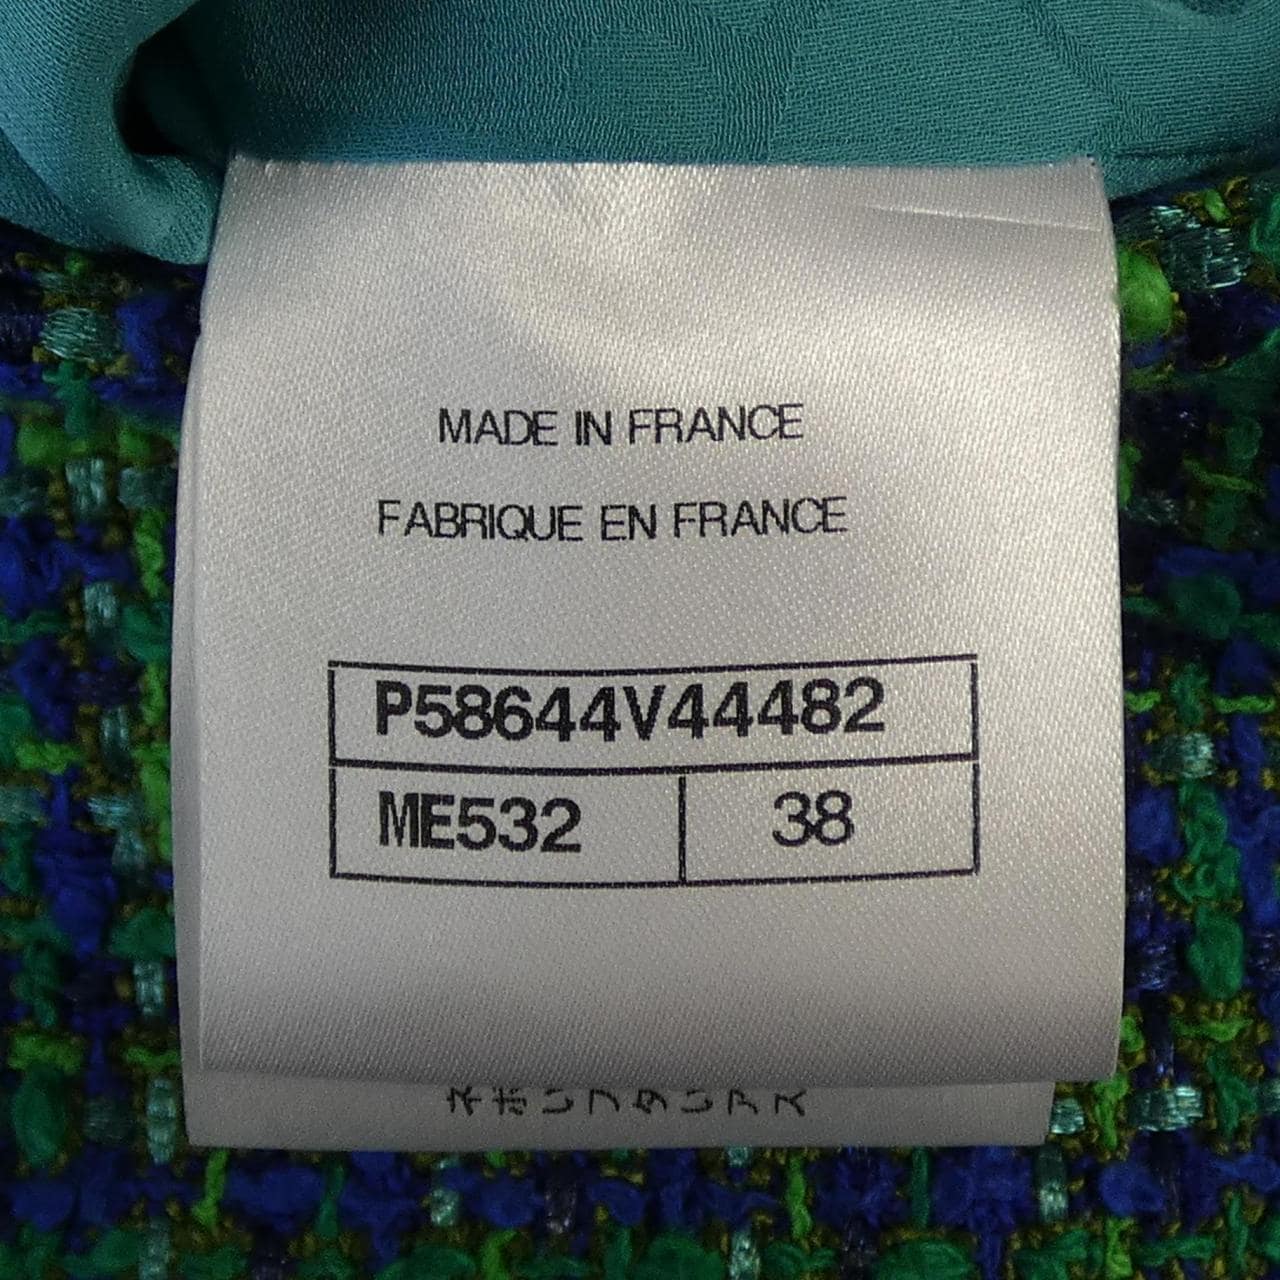 MADE IN FRANCE
FABRIQUE EN FRANCE
P58644V44482
ME532
38